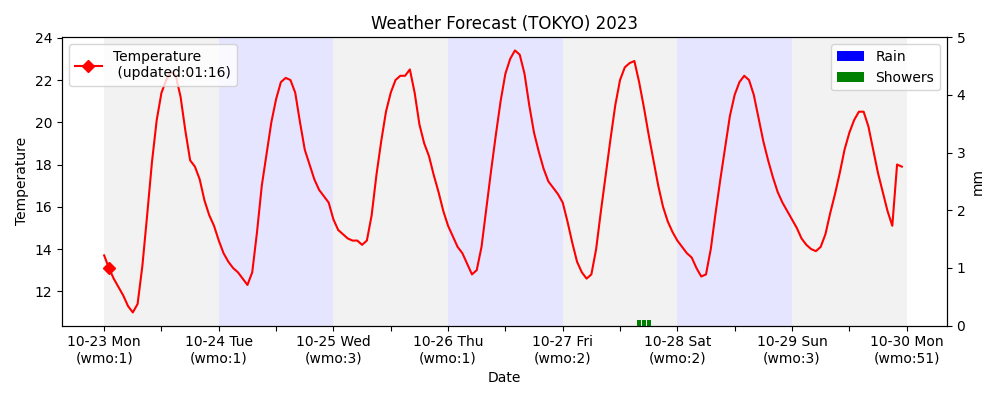 Weather Forecast (TOKYO) 2023
Temperature
(updated:01:16)
Rain
Showers
24
22
20
18
16
14
12
Temperature
5
4
3
2
1
0
mm
10-23 Mon 10-24 Tue 10-25 Wed 10-26 Thu 10-27 Fri 10-28 Sat 10-29 Sun 10-30 Mon
(wmo:1) (wmo:1) (wmo:3) (wmo:1) (wmo:2) (wmo:2) (wmo:3) (wmo:51)
Date